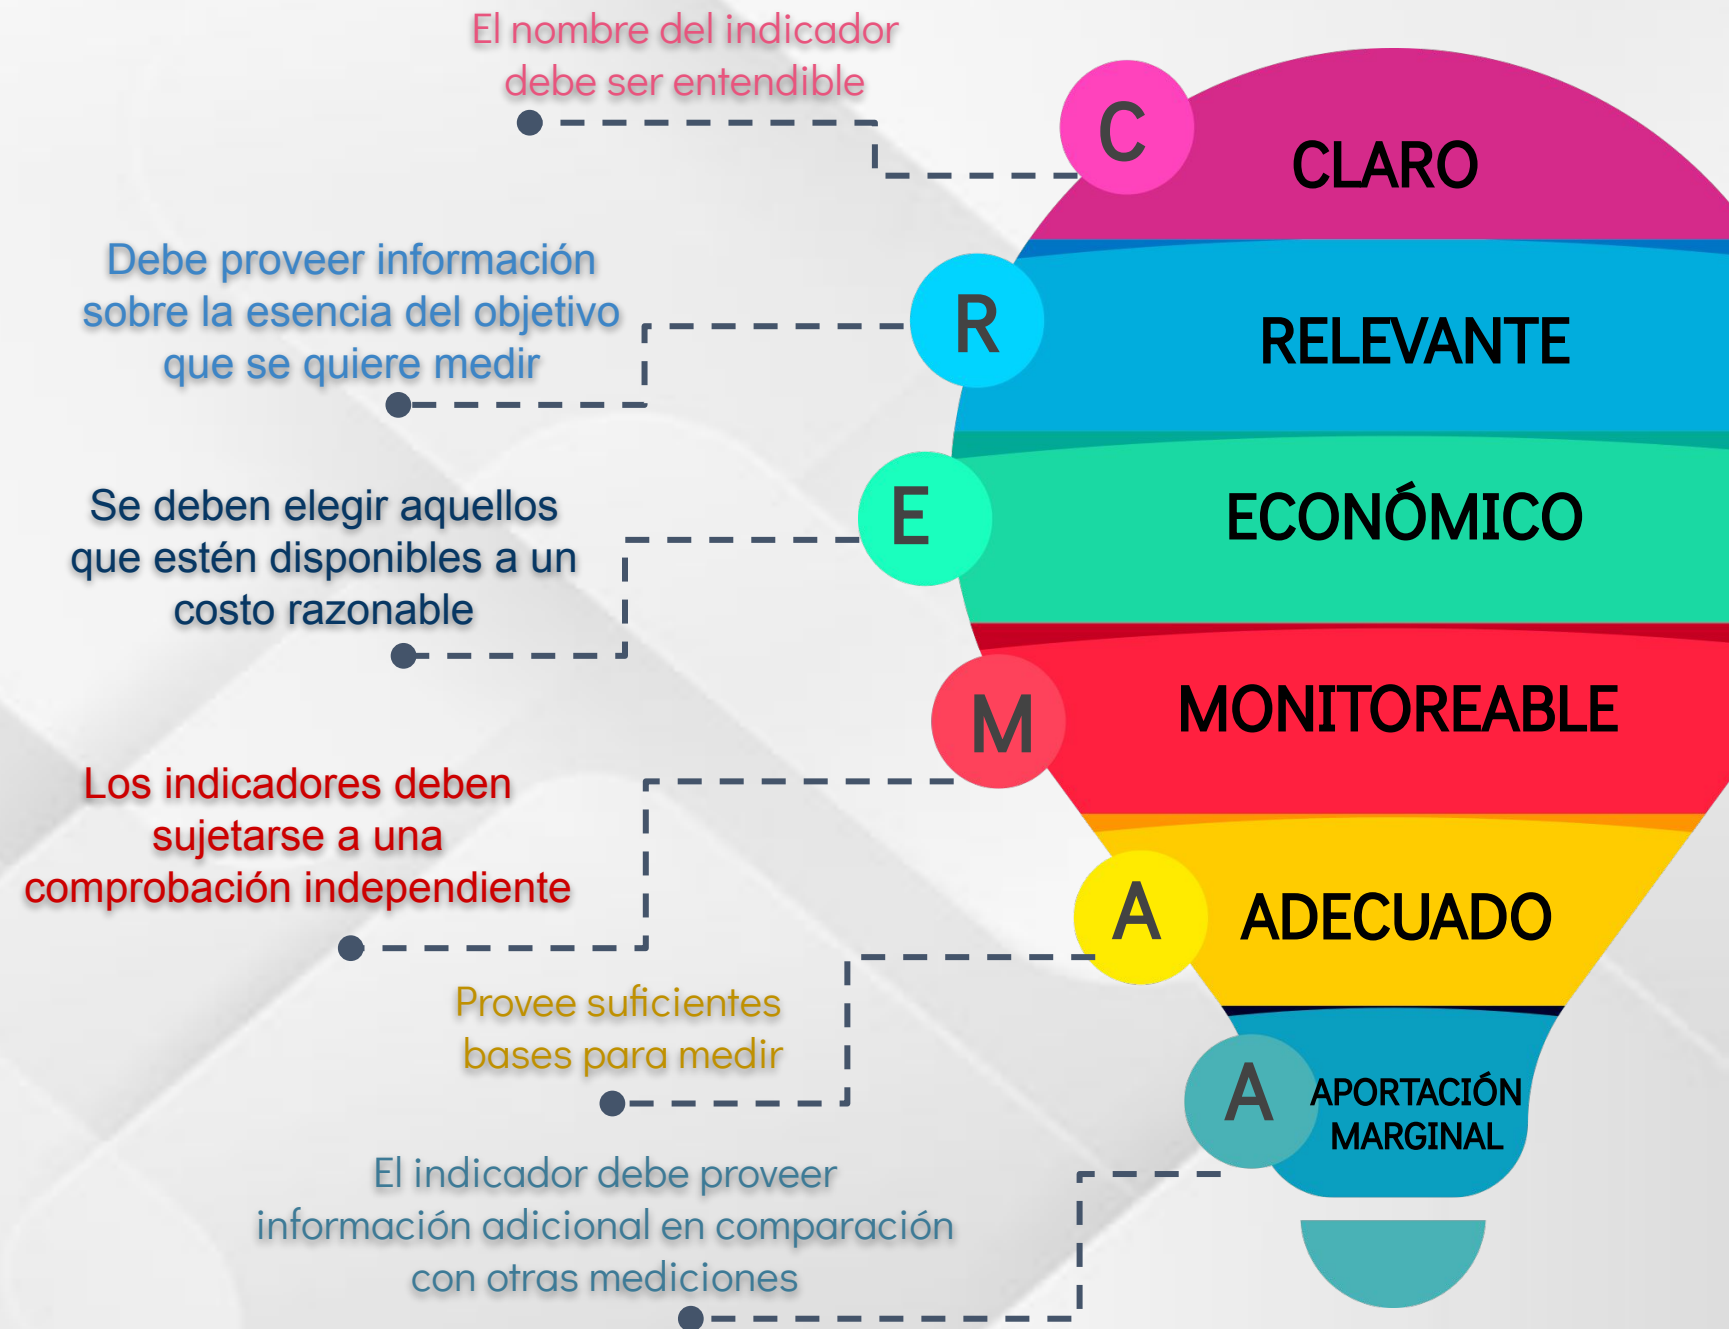 El nombre del indicador
debe ser entendible
C
CLARO
Debe proveer información
sobre la esencia del objetivo
que se quiere medir
R
RELEVANTE
Se deben elegir aquellos
que estén disponibles a un
costo razonable
E
ECONÓMICO
Los indicadores deben
sujetarse a una
comprobación independiente
M
MONITOREABLE
Provee suficientes
bases para medir
A
ADECUADO
El indicador debe proveer
información adicional en comparación
con otras mediciones
A
APORTACIÓN
MARGINAL